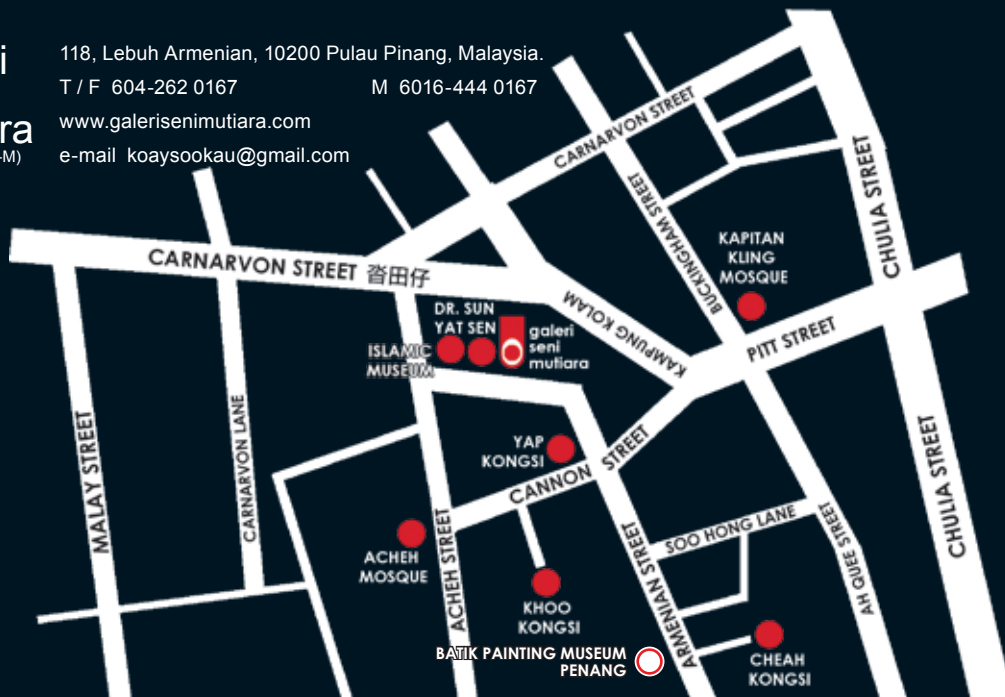 i
118, Lebuh Armenian, 10200 Pulau Pinang, Malaysia.
T / F 604-262 0167 M 6016-444 0167
ra
www.galerisenimutiara.com
-M)
e-mail koaysookau@gmail.com
CARNARVON STREET
CHULIA STREET
BUCKINGHAM STREET
KAPITAN
KLING
MOSQUE
CARNARVON STREET 沓田仔
KAMPUNG KOLAM
PITT STREET
DR. SUN
YAT SEN
galeri
seni
mutiara
ISLAMIC
MUSEUM
MALAY STREET
CARNARVON LANE
YAP
KONGSI
CANNON STREET
CHULIA STREET
ACHEH
MOSQUE
ACHEH STREET
SOO HONG LANE
AH QUEE STREET
KHOO
KONGSI
ARMENIAN STREET
BATIK PAINTING MUSEUM
PENANG
CHEAH
KONGSI